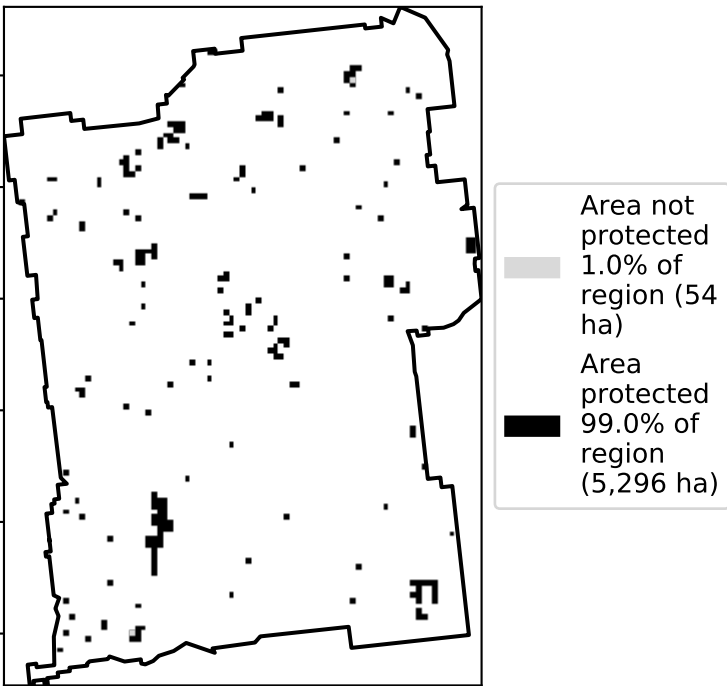 Area not
protected
1.0% of
region (54
ha)
Area
protected
99.0% of
region
(5,296 ha)